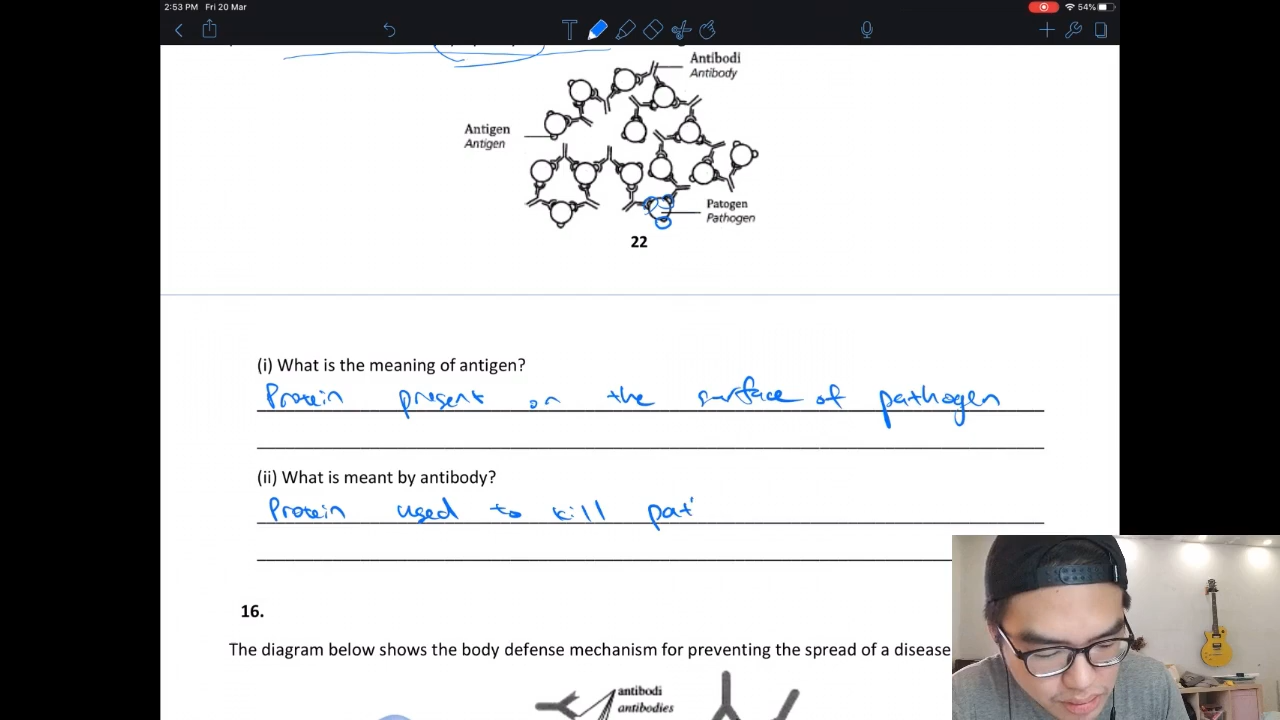 2:53 PM Fri 20 Mar
54%
Antibodi
Antibody
Antigen
Antigen
Patogen
Pathogen
22
(i) What is the meaning of antigen?
Protein present on the surface of pathogen
(ii) What is meant by antibody?
Protein used to kill pat
16.
The diagram below shows the body defense mechanism for preventing the spread of a disease
antibodi
antibodies